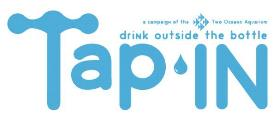 a campaign of the Two Oceans Aquarium
drink outside the bottle
Tap·IN